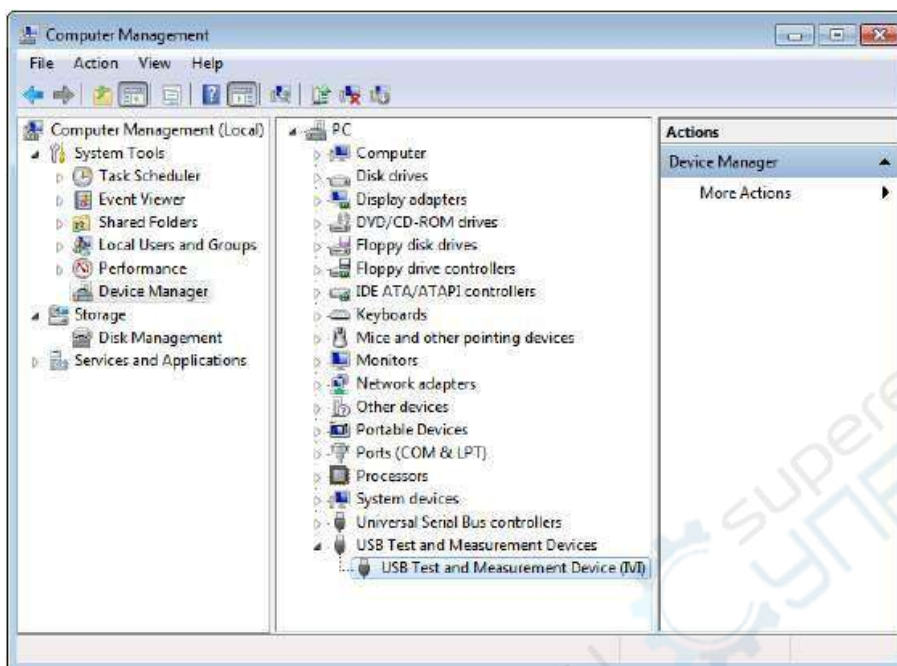 Computer Management
File Action View Help
Computer Management (Local)
System Tools
Task Scheduler
Event Viewer
Shared Folders
Local Users and Groups
Performance
Device Manager
Storage
Disk Management
Services and Applications
PC
Computer
Disk drives
Display adapters
DVD/CD-ROM drives
Floppy disk drives
Floppy drive controllers
IDE ATA/ATAPI controllers
Keyboards
Mice and other pointing devices
Monitors
Network adapters
Other devices
Portable Devices
Ports (COM & LPT)
Processors
System devices
Universal Serial Bus controllers
USB Test and Measurement Devices
USB Test and Measurement Device (IVI)
Actions
Device Manager
More Actions